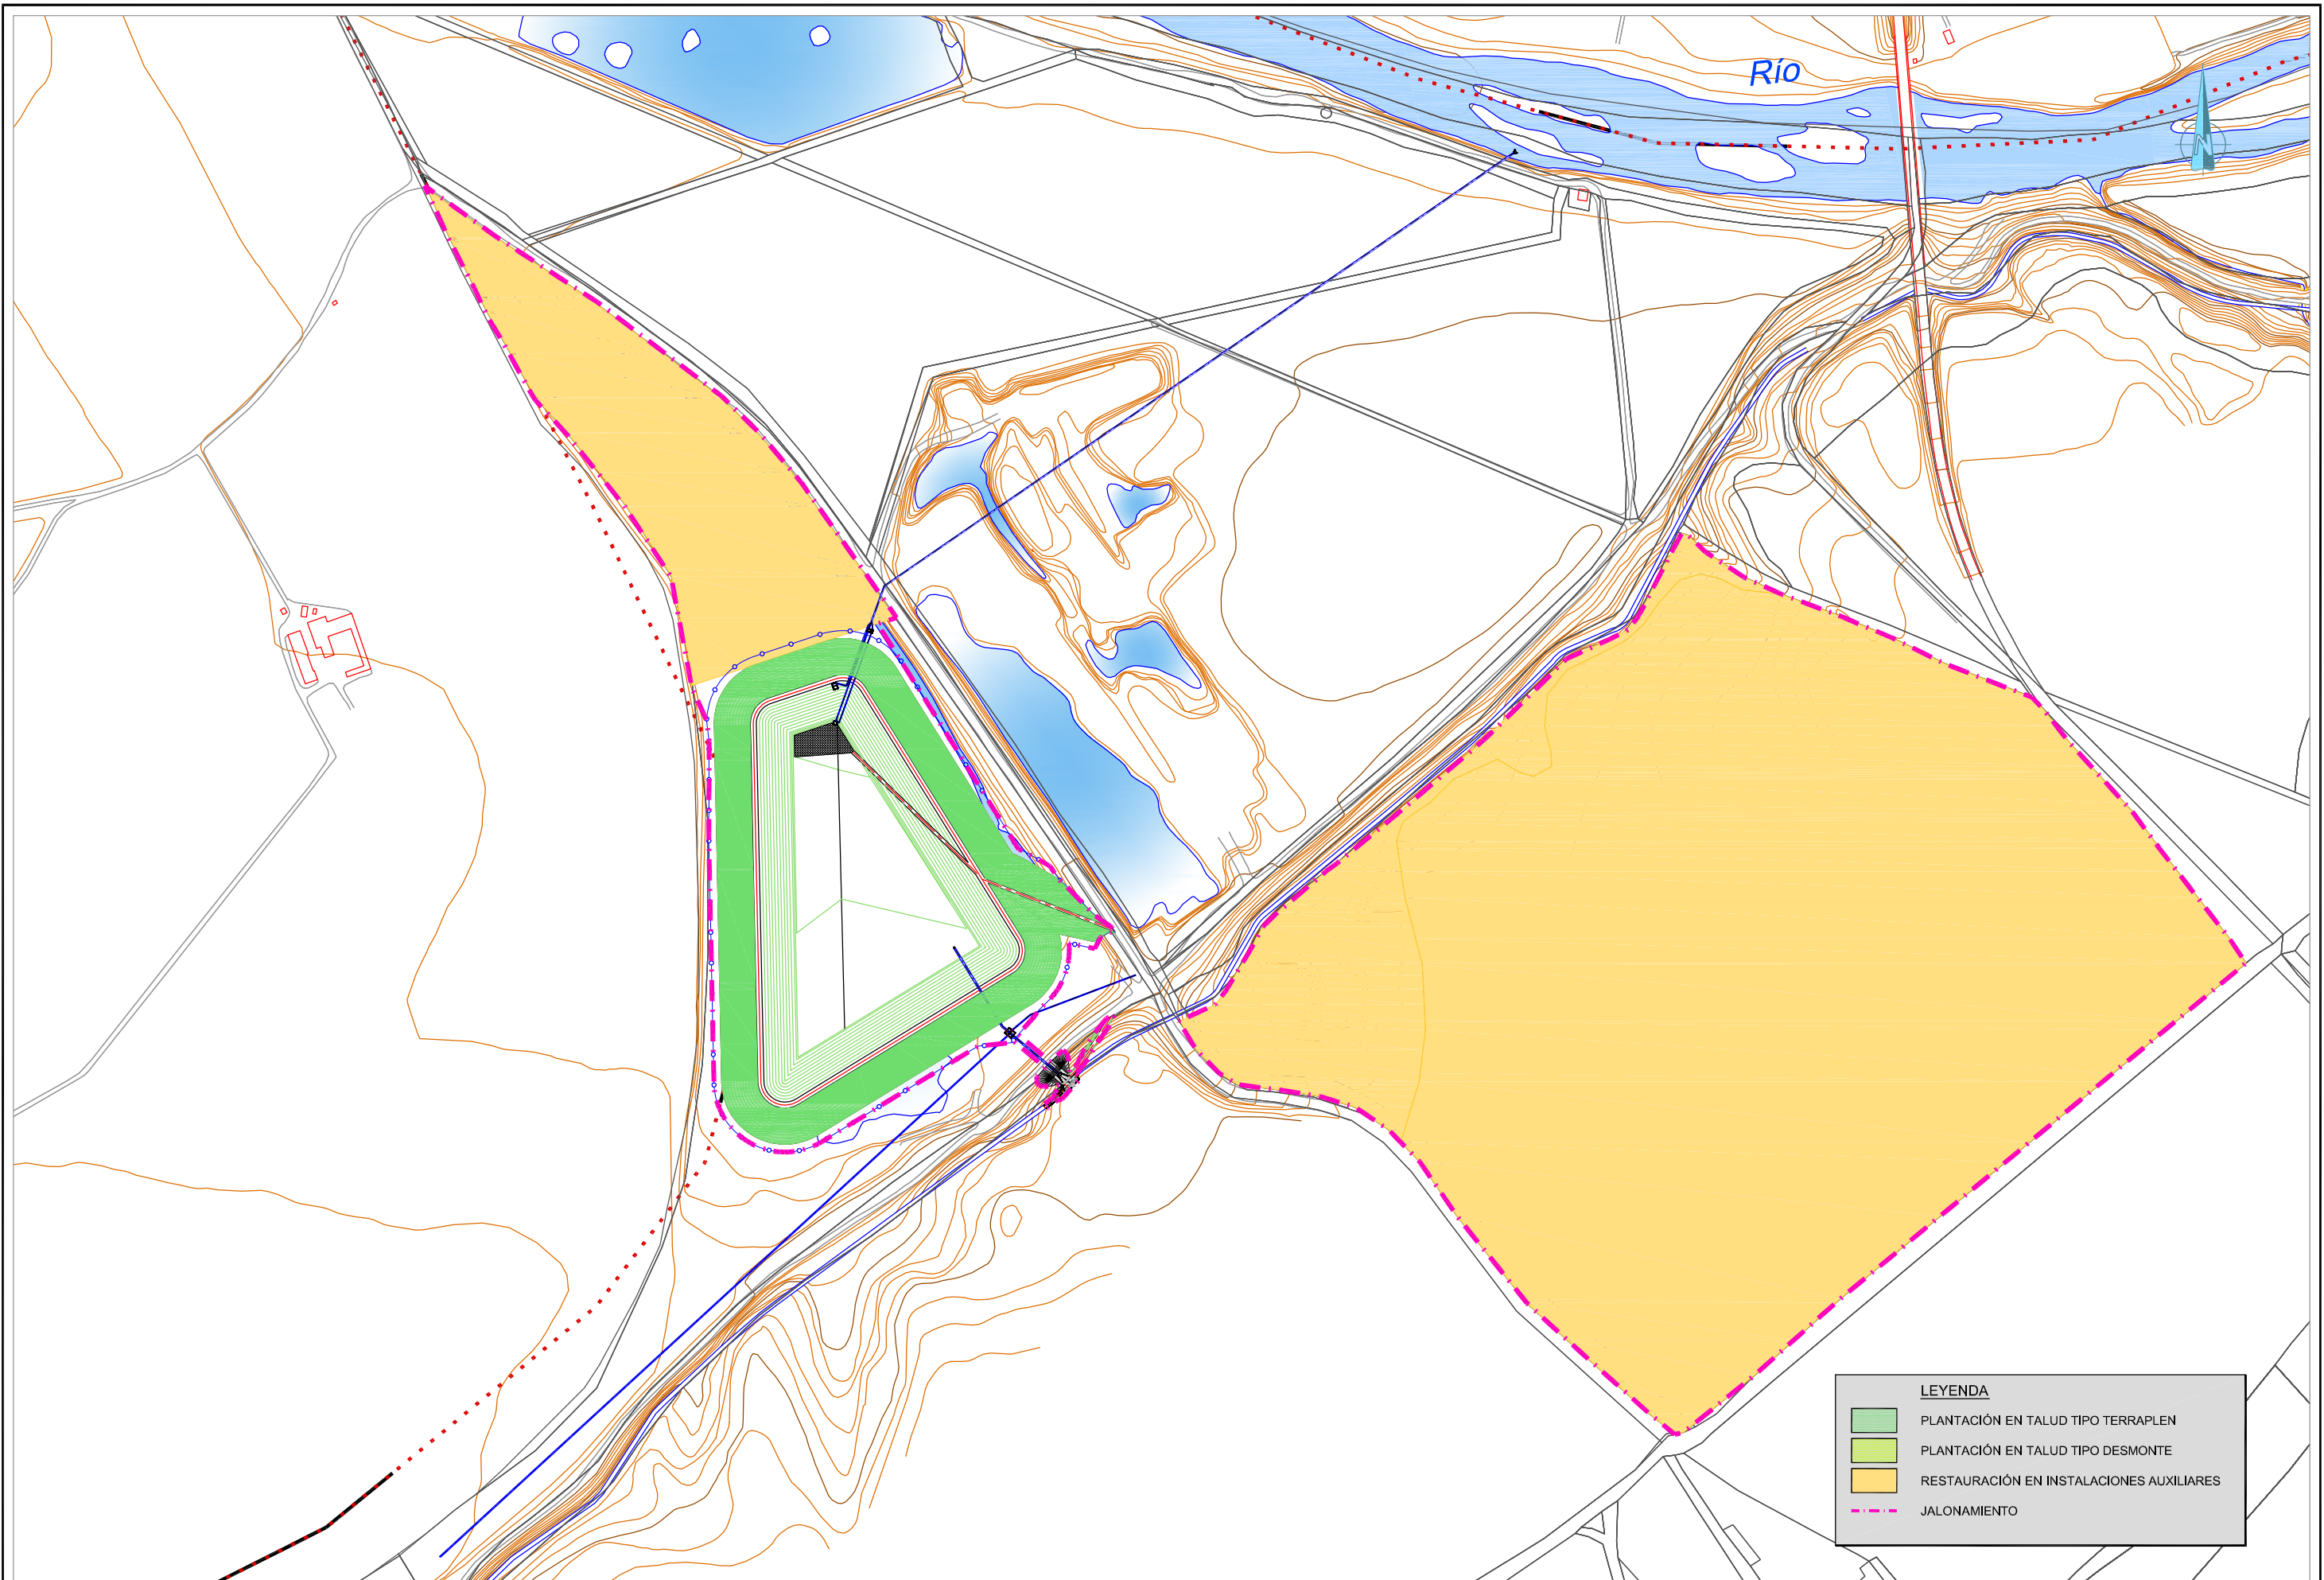 Río
N
LEYENDA
PLANTACIÓN EN TALUD TIPO TERRAPLEN
PLANTACIÓN EN TALUD TIPO DESMONTE
RESTAURACIÓN EN INSTALACIONES AUXILIARES
JALONAMIENTO